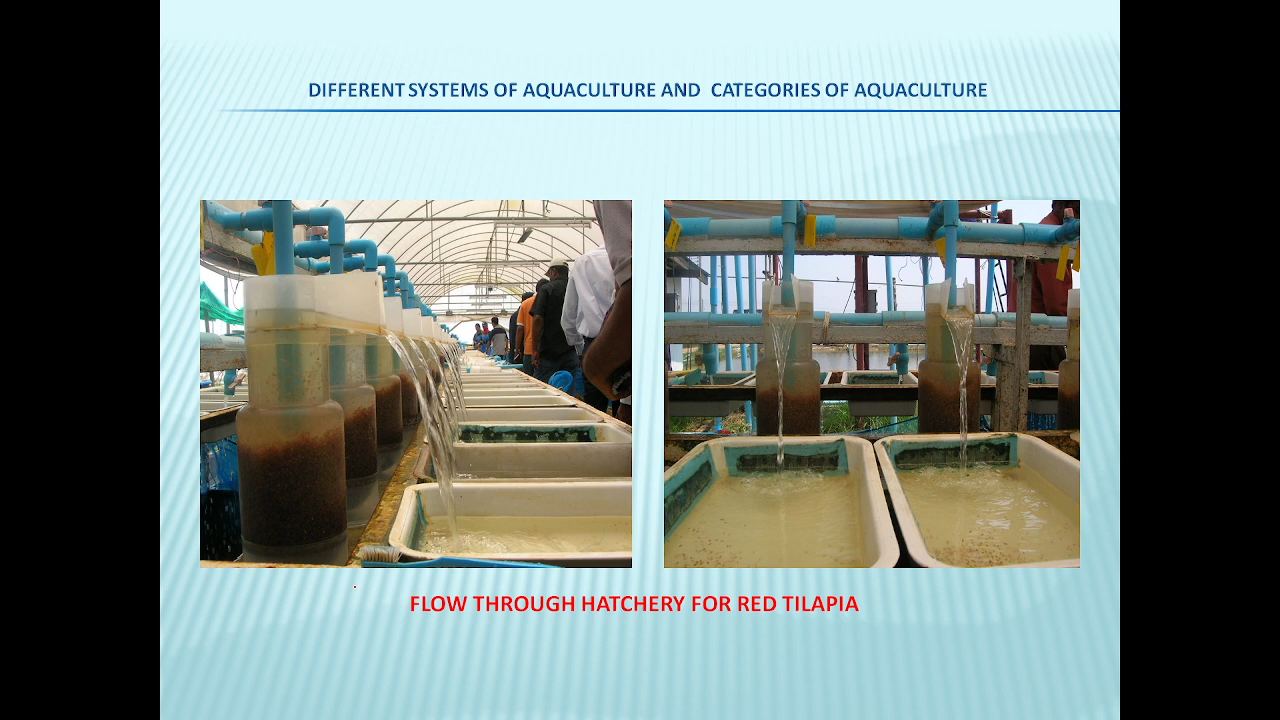 DIFFERENT SYSTEMS OF AQUACULTURE AND CATEGORIES OF AQUACULTURE
FLOW THROUGH HATCHERY FOR RED TILAPIA